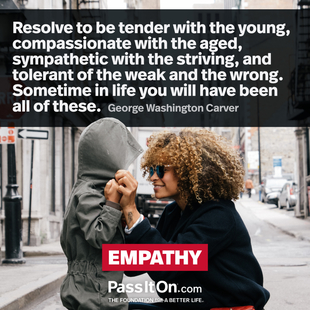 Resolve to be tender with the young,
compassionate with the aged,
sympathetic with the striving, and
tolerant of the weak and the wrong.
Sometime in life you will have been
all of these. George Washington Carver
EMPATHY
PassItOn.com
THE FOUNDATION FOR A BETTER LIFE.